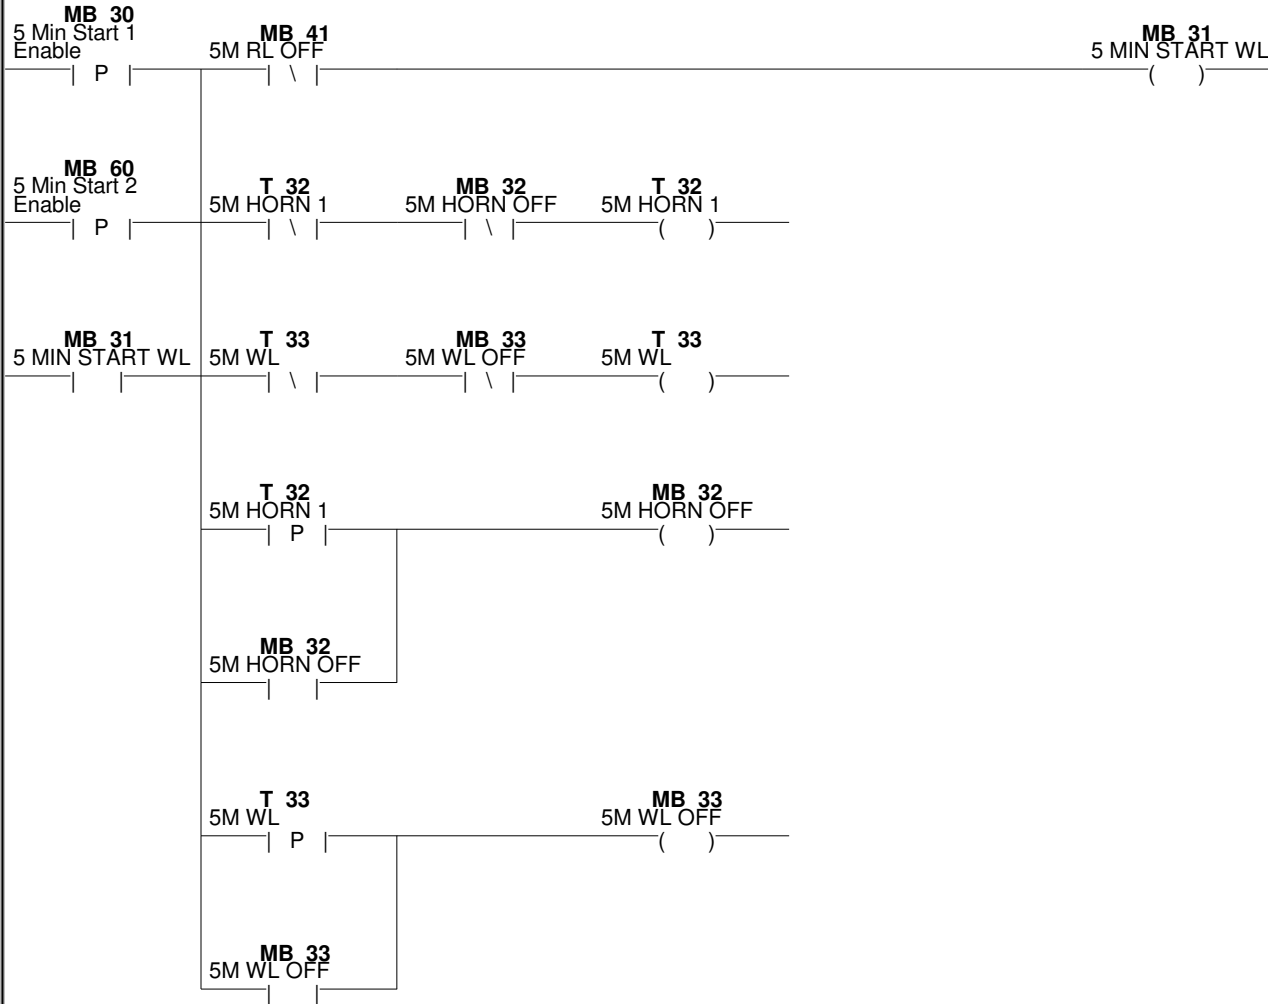 MB 30
5 Min Start 1
Enable
P
MB 41
5M RL OFF
\
MB 31
5 MIN START WL
( )
MB 60
5 Min Start 2
Enable
P
T 32
5M HORN 1
\
MB 32
5M HORN OFF
\
T 32
5M HORN 1
( )
MB 31
5 MIN START WL
T 33
5M WL
\
MB 33
5M WL OFF
\
T 33
5M WL
( )
T 32
5M HORN 1
P
MB 32
5M HORN OFF
( )
MB 32
5M HORN OFF
T 33
5M WL
P
MB 33
5M WL OFF
( )
MB 33
5M WL OFF